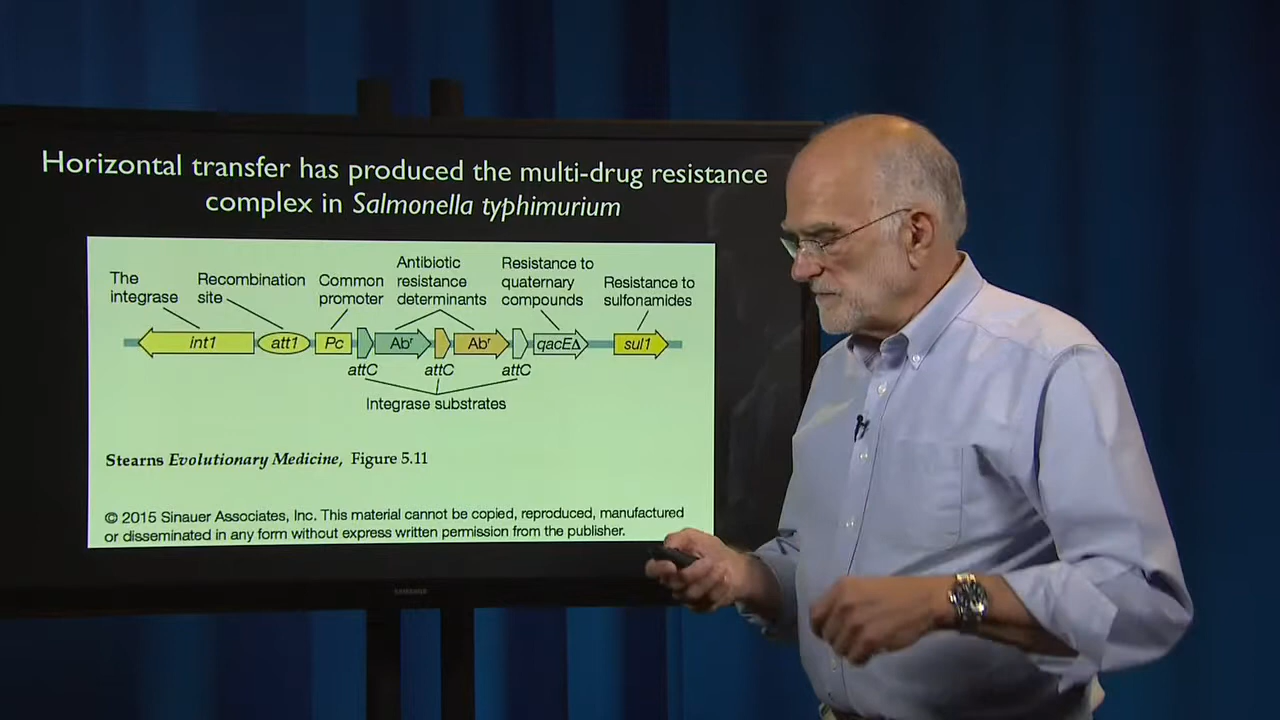 Horizontal transfer has produced the multi-drug resistance
complex in Salmonella typhimurium
The
integrase
Recombination
site
Common
promoter
Antibiotic
resistance
determinants
Resistance to
quaternary
compounds
Resistance to
sulfonamides
int1
att1
Pc
Abʳ
Abʳ
qacEΔ
sul1
attC
attC
attC
Integrase substrates
Stearns Evolutionary Medicine, Figure 5.11
© 2015 Sinauer Associates, Inc. This material cannot be copied, reproduced, manufactured
or disseminated in any form without express written permission from the publisher.
SAMSUNG